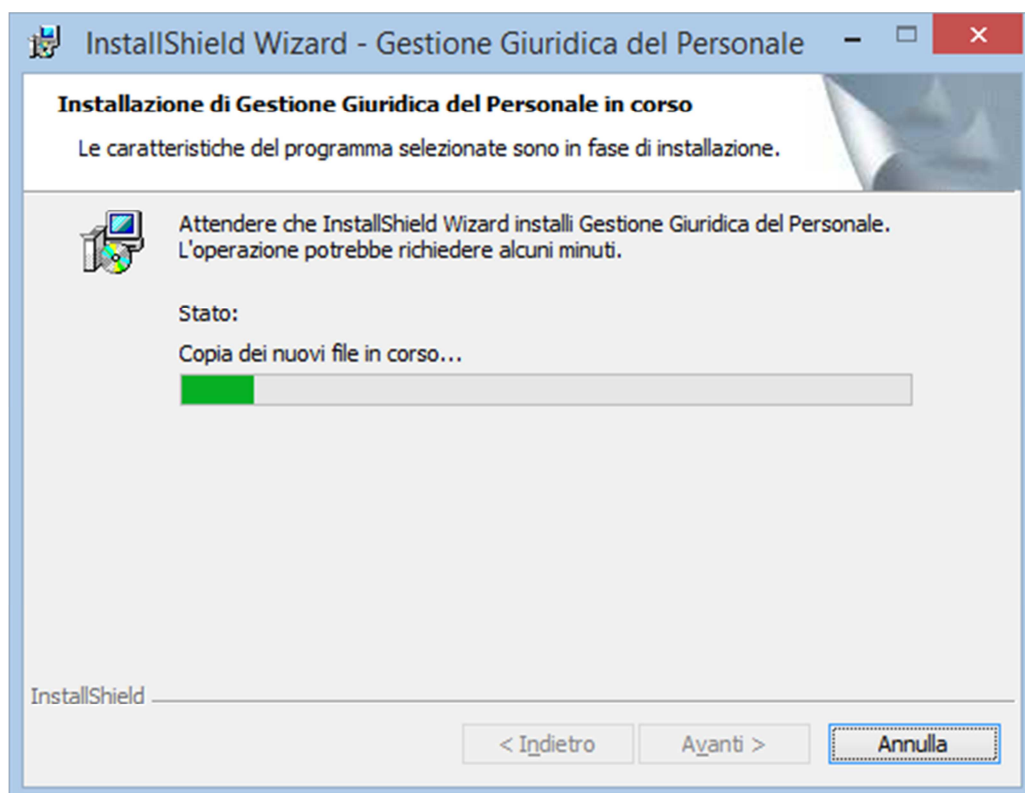 InstallShield Wizard - Gestione Giuridica del Personale
Installazione di Gestione Giuridica del Personale in corso
Le caratteristiche del programma selezionate sono in fase di installazione.
Attendere che InstallShield Wizard installi Gestione Giuridica del Personale.
L'operazione potrebbe richiedere alcuni minuti.
Stato:
Copia dei nuovi file in corso...
InstallShield
< Indietro
Avanti >
Annulla